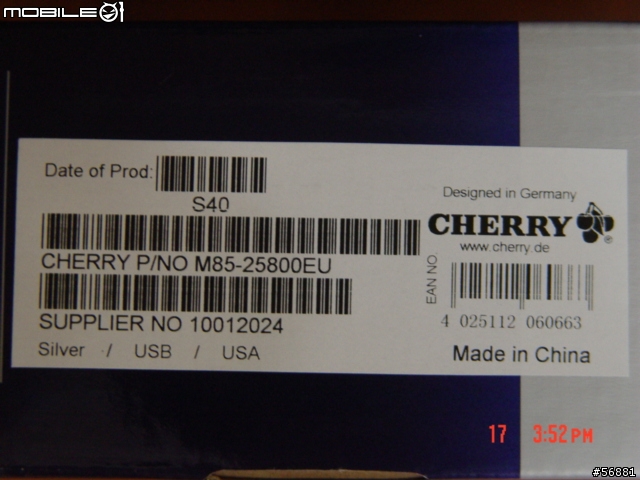 MOBILE01
Date of Prod:
S40
CHERRY P/NO M85-25800EU
SUPPLIER NO 10012024
Silver / USB / USA
Designed in Germany
CHERRY
®
www.cherry.de
EAN NO.
4 025112 060663
Made in China
17 3:52PM
#56881